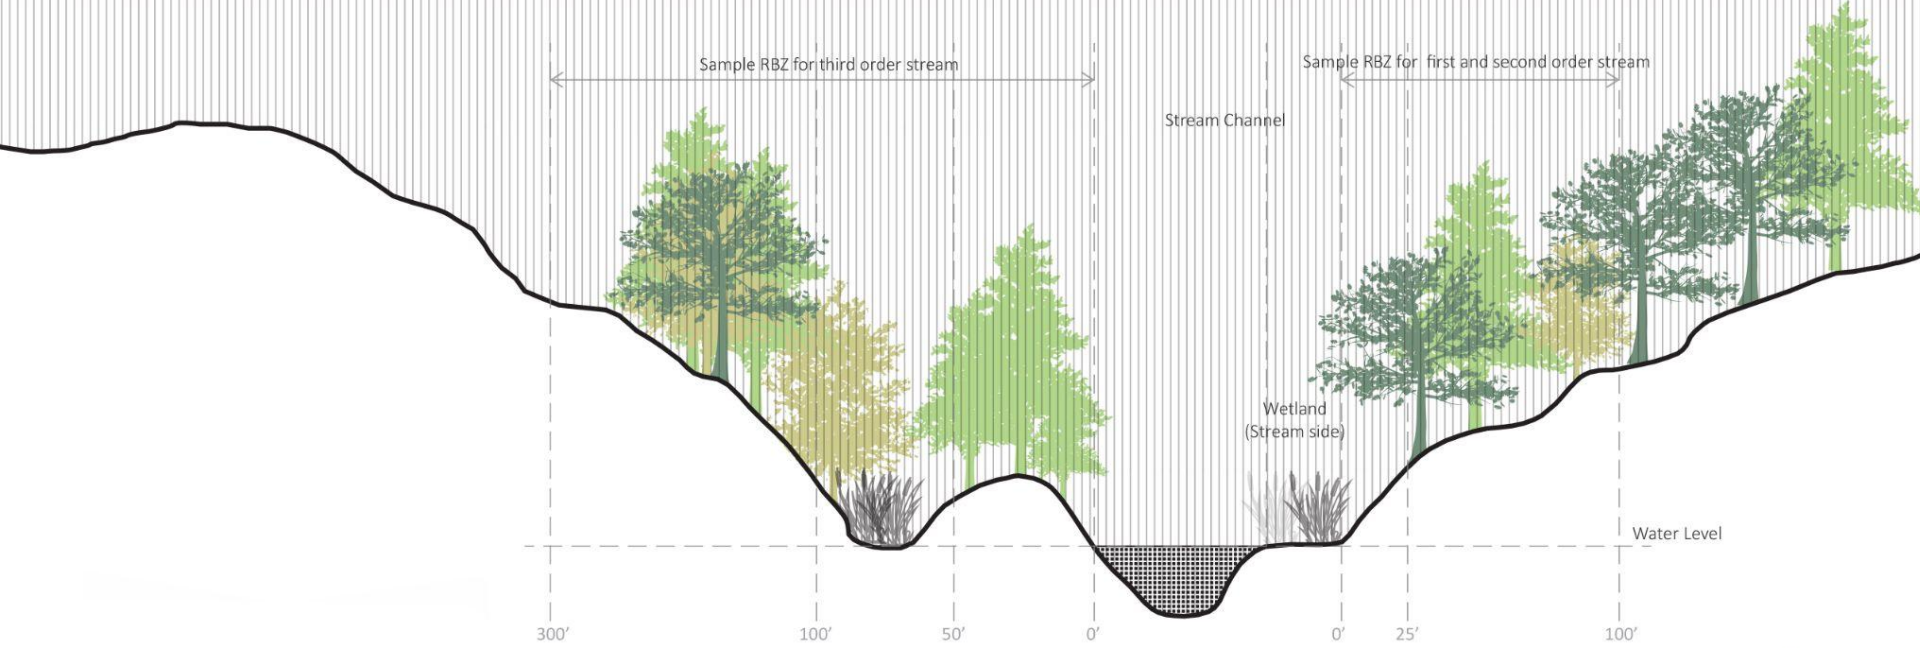 Sample RBZ for third order stream
Sample RBZ for first and second order stream
Stream Channel
Wetland
(Stream side)
Water Level
300’
100’
50’
0’
0’
25’
100’